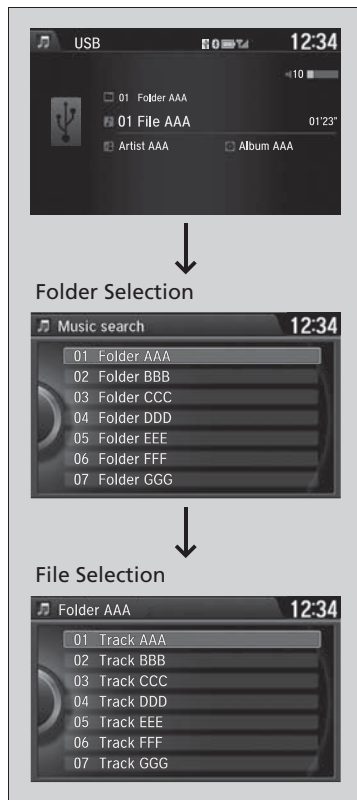 USB 12:34
10
01 Folder AAA
01 File AAA 01'23"
Artist AAA Album AAA
Folder Selection
Music search 12:34
01 Folder AAA
02 Folder BBB
03 Folder CCC
04 Folder DDD
05 Folder EEE
06 Folder FFF
07 Folder GGG
File Selection
Folder AAA 12:34
01 Track AAA
02 Track BBB
03 Track CCC
04 Track DDD
05 Track EEE
06 Track FFF
07 Track GGG